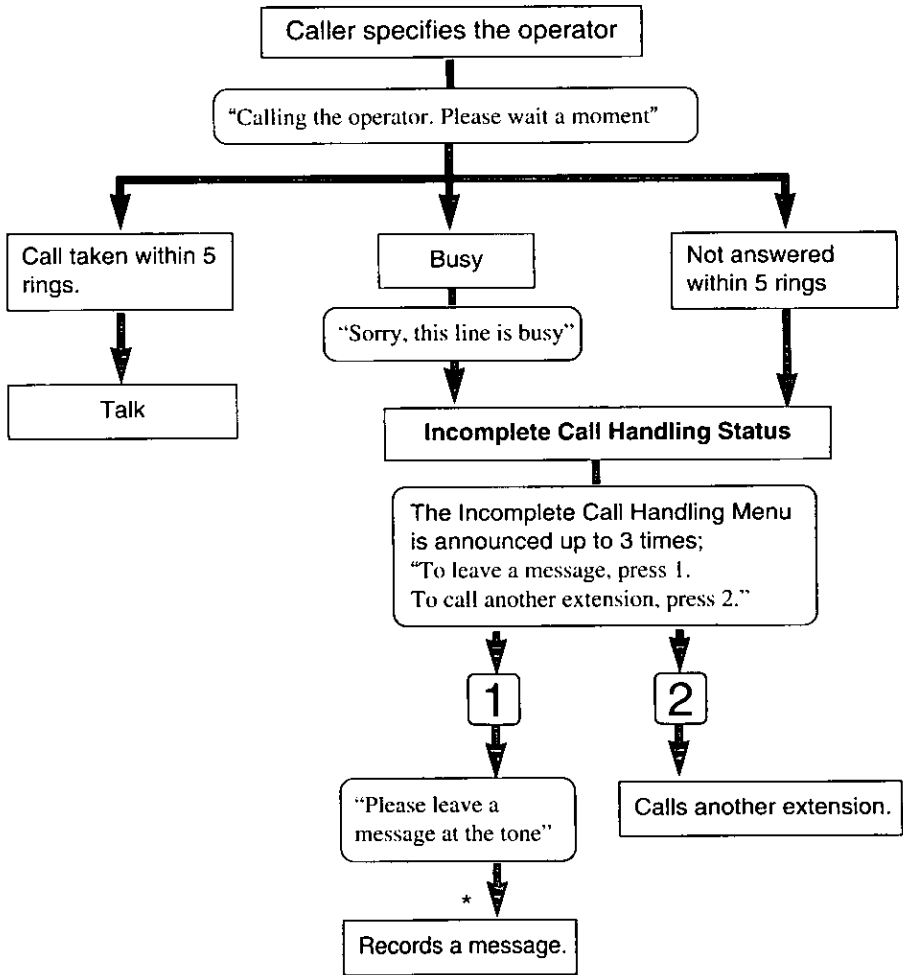 Caller specifies the operator
“Calling the operator. Please wait a moment”
Call taken within 5
rings.
Busy
Not answered
within 5 rings
“Sorry, this line is busy”
Talk
Incomplete Call Handling Status
The Incomplete Call Handling Menu
is announced up to 3 times;
“To leave a message, press 1.
To call another extension, press 2.”
1
2
“Please leave a
message at the tone”
Calls another extension.
*
Records a message.